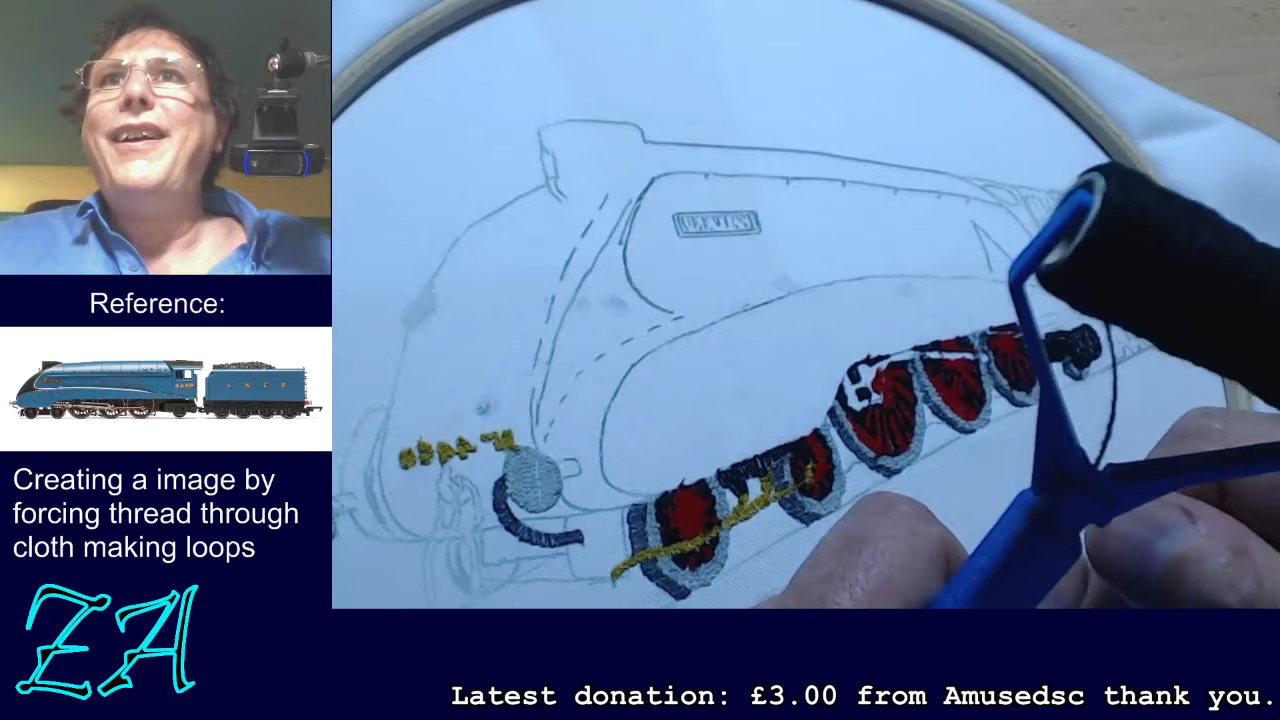 Reference:
Creating a image by
forcing thread through
cloth making loops
ZA
Latest donation: £3.00 from Amusedsc thank you.